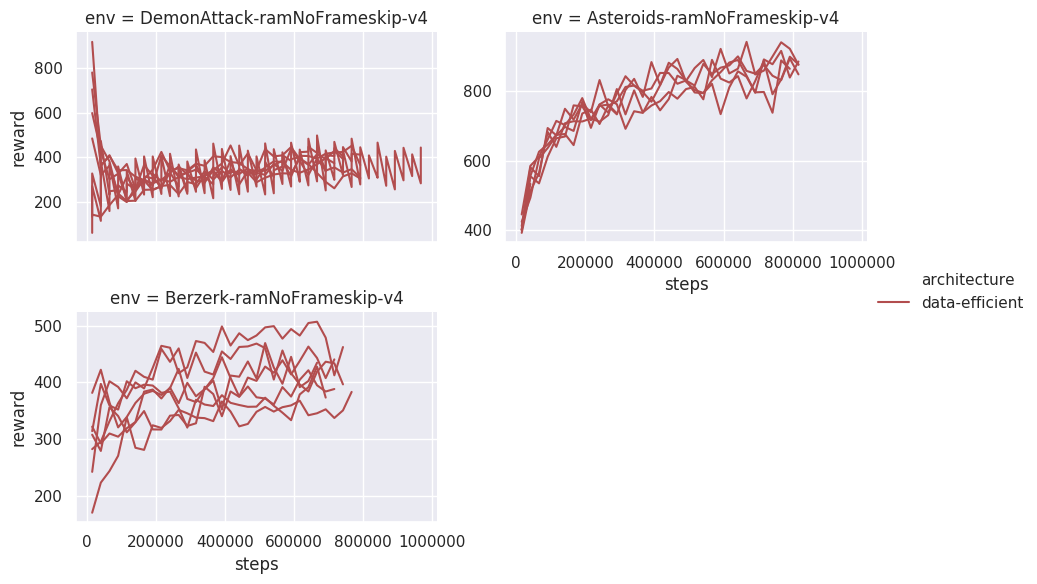 env = DemonAttack-ramNoFrameskip-v4
800
600
400
200
reward
env = Asteroids-ramNoFrameskip-v4
800
600
400
0 200000 400000 600000 800000 1000000
steps
architecture
data-efficient
env = Berzerk-ramNoFrameskip-v4
500
400
300
200
reward
0 200000 400000 600000 800000 1000000
steps